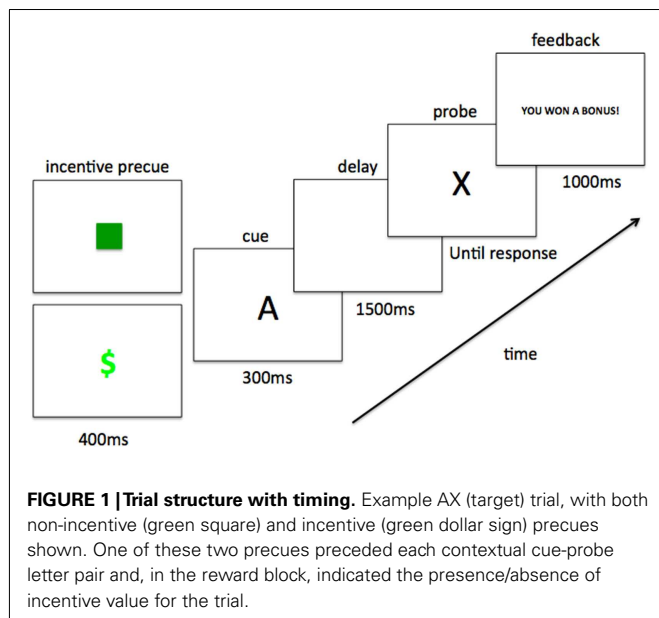 feedback
YOU WON A BONUS!
1000ms
probe
X
Until response
delay
1500ms
incentive precue
cue
A
300ms
$
400ms
time
FIGURE 1 | Trial structure with timing. Example AX (target) trial, with both
non-incentive (green square) and incentive (green dollar sign) precues
shown. One of these two precues preceded each contextual cue-probe
letter pair and, in the reward block, indicated the presence/absence of
incentive value for the trial.